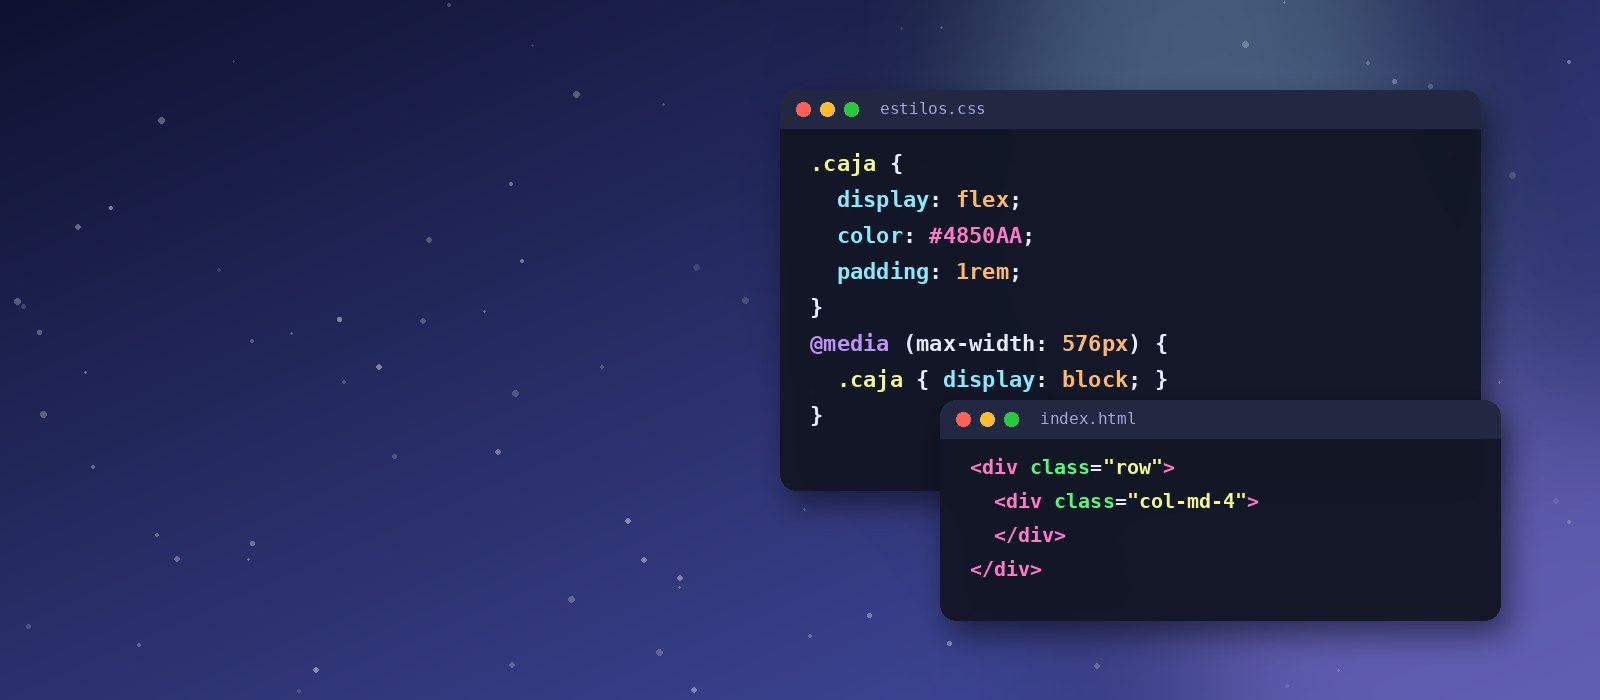 estilos.css
.caja {
  display: flex;
  color: #4850AA;
  padding: 1rem;
}
@media (max-width: 576px) {
  .caja { display: block; }
}
index.html
<div class="row">
  <div class="col-md-4">
  </div>
</div>